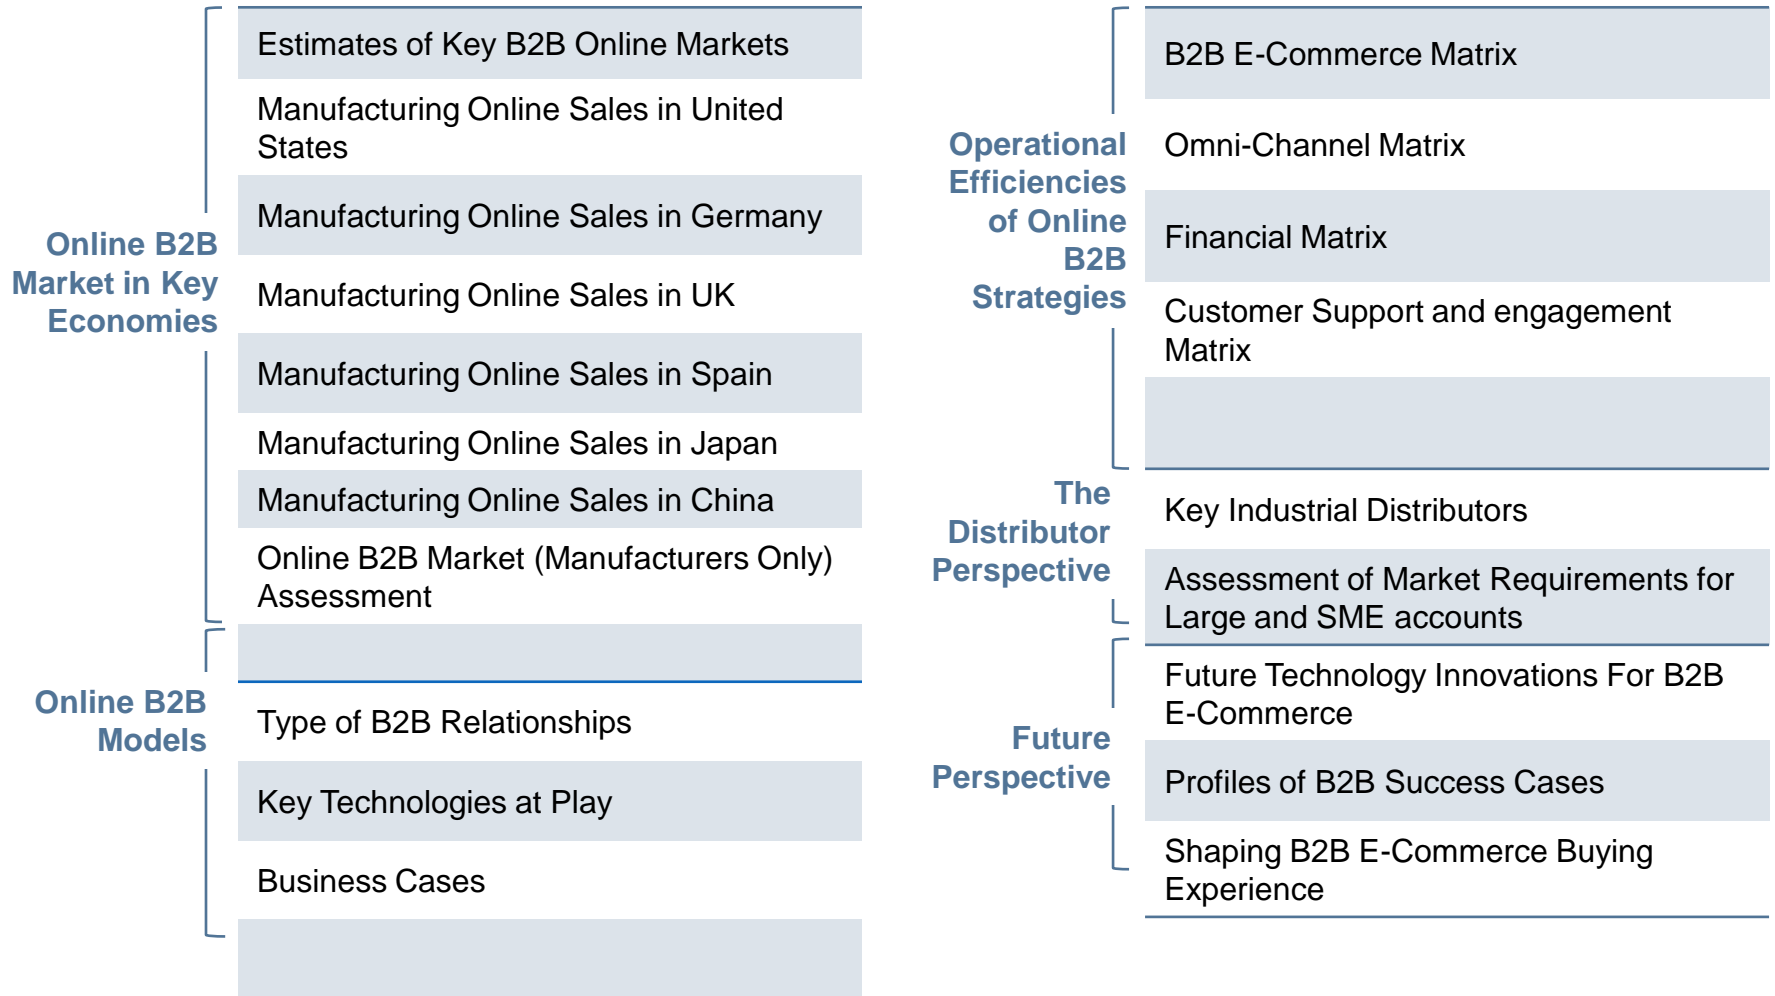 Online B2B
Market in Key
Economies
Estimates of Key B2B Online Markets
Manufacturing Online Sales in United
States
Manufacturing Online Sales in Germany
Manufacturing Online Sales in UK
Manufacturing Online Sales in Spain
Manufacturing Online Sales in Japan
Manufacturing Online Sales in China
Online B2B Market (Manufacturers Only)
Assessment
Online B2B
Models
Type of B2B Relationships
Key Technologies at Play
Business Cases
Operational
Efficiencies
of Online
B2B
Strategies
B2B E-Commerce Matrix
Omni-Channel Matrix
Financial Matrix
Customer Support and engagement
Matrix
The
Distributor
Perspective
Key Industrial Distributors
Assessment of Market Requirements for
Large and SME accounts
Future
Perspective
Future Technology Innovations For B2B
E-Commerce
Profiles of B2B Success Cases
Shaping B2B E-Commerce Buying
Experience